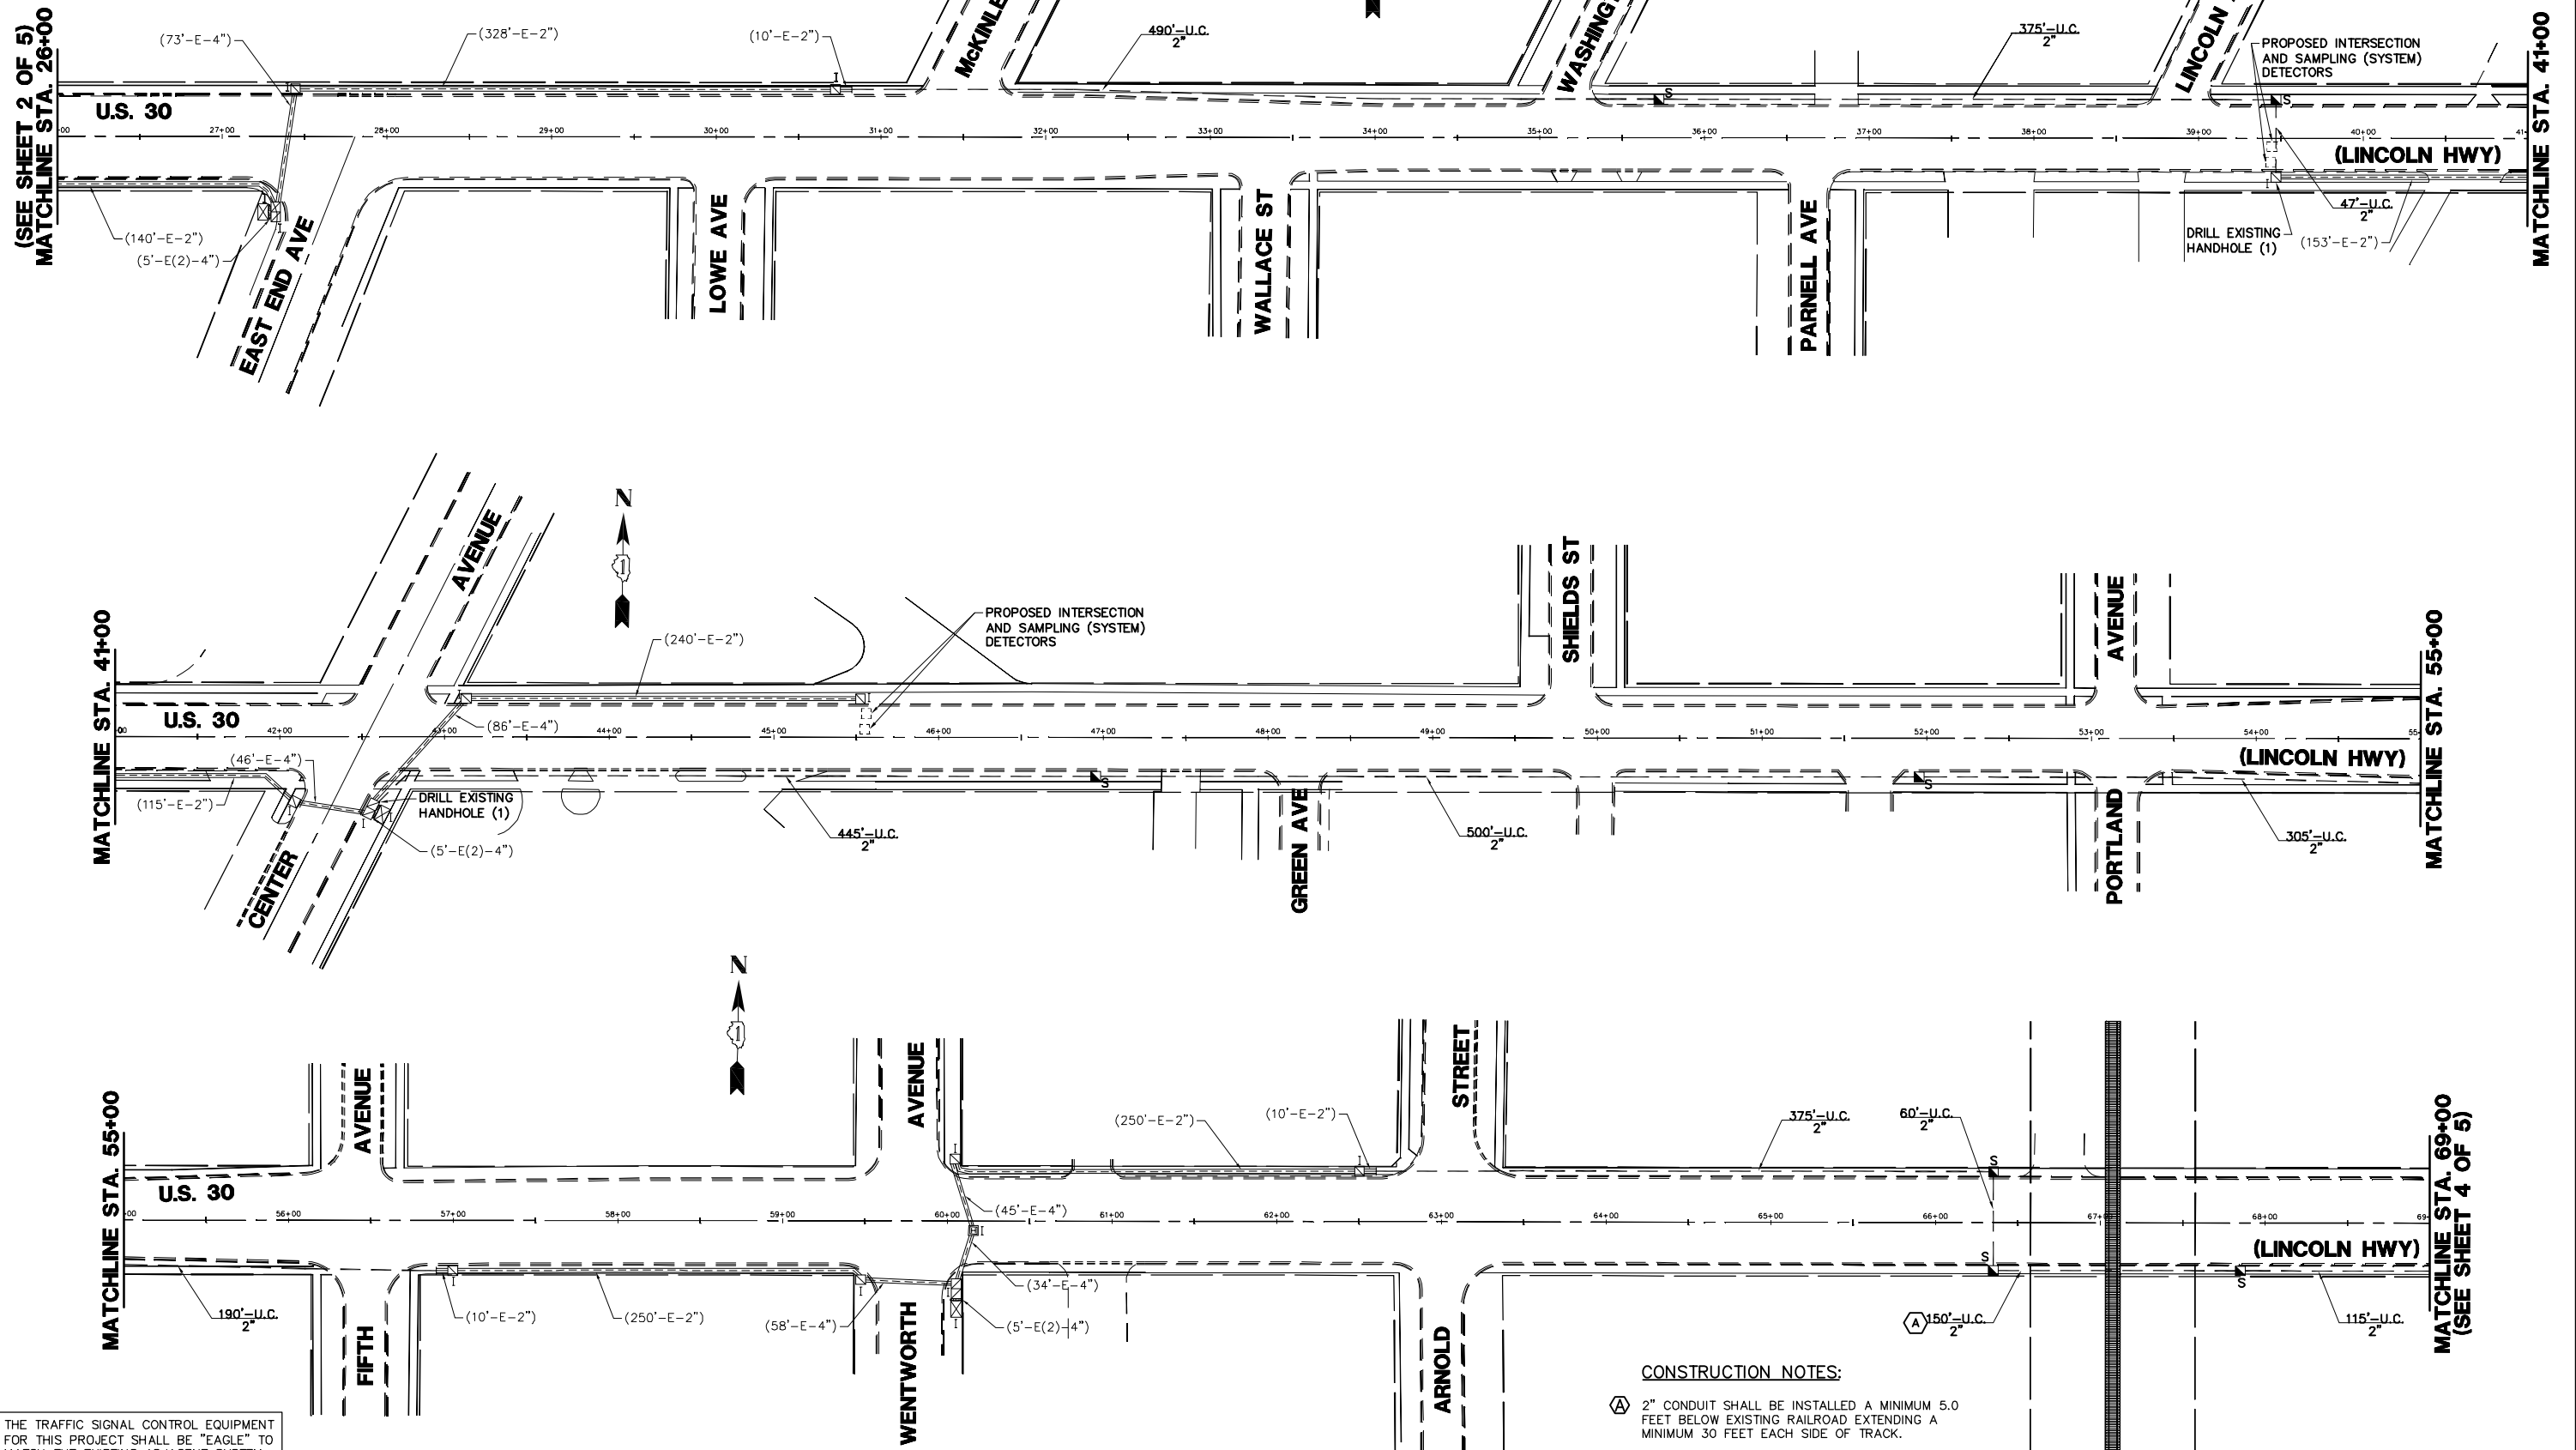 (SEE SHEET 2 OF 5)
MATCHLINE STA. 26+00
(73'-E-4")
(328'-E-2")
(10'-E-2")
490'-U.C.
2"
375'-U.C.
2"
LINCOLN
PROPOSED INTERSECTION
AND SAMPLING (SYSTEM)
DETECTORS
MATCHLINE STA. 41+00
U.S. 30
S
S
I
I
27+00
28+00
29+00
30+00
31+00
32+00
33+00
34+00
35+00
36+00
37+00
38+00
39+00
40+00
(LINCOLN HWY)
(140'-E-2")
(5'-E(2)-4")
I
I
EAST END AVE
LOWE AVE
WALLACE ST
PARNELL AVE
DRILL EXISTING
HANDHOLE (1)
47'-U.C.
2"
(153'-E-2")
I
N
1
AVENUE
SHIELDS ST
AVENUE
MATCHLINE STA. 41+00
(240'-E-2")
PROPOSED INTERSECTION
AND SAMPLING (SYSTEM)
DETECTORS
MATCHLINE STA. 55+00
U.S. 30
(86'-E-4")
I
I
42+00
43+00
44+00
45+00
46+00
47+00
48+00
49+00
50+00
51+00
52+00
53+00
54+00
(46'-E-4")
(LINCOLN HWY)
(115'-E-2")
DRILL EXISTING
HANDHOLE (1)
I
I
I
S
S
(5'-E(2)-4")
445'-U.C.
2"
500'-U.C.
2"
305'-U.C.
2"
CENTER
GREEN AVE
PORTLAND
N
1
AVENUE
AVENUE
STREET
MATCHLINE STA. 55+00
(250'-E-2")
(10'-E-2")
375'-U.C.
2"
60'-U.C.
2"
MATCHLINE STA. 69+00
(SEE SHEET 4 OF 5)
U.S. 30
I
I
S
(45'-E-4")
I
56+00
57+00
58+00
59+00
60+00
61+00
62+00
63+00
64+00
65+00
66+00
67+0
68+00
(LINCOLN HWY)
S
S
I
I
I
190'-U.C.
2"
(10'-E-2")
(250'-E-2")
(58'-E-4")
(34'-E-4")
(5'-E(2)-4")
A
150'-U.C.
2"
115'-U.C.
2"
FIFTH
WENTWORTH
ARNOLD
CONSTRUCTION NOTES:
A 2" CONDUIT SHALL BE INSTALLED A MINIMUM 5.0
FEET BELOW EXISTING RAILROAD EXTENDING A
MINIMUM 30 FEET EACH SIDE OF TRACK.
THE TRAFFIC SIGNAL CONTROL EQUIPMENT
FOR THIS PROJECT SHALL BE "EAGLE" TO